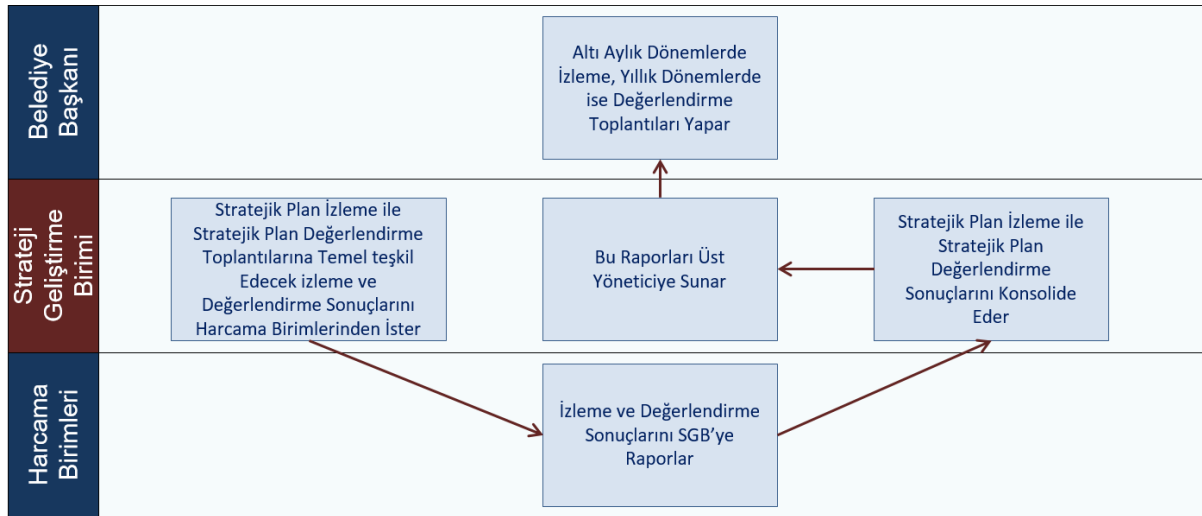 Belediye
Başkanı
Altı Aylık Dönemlerde
İzleme, Yıllık Dönemlerde
ise Değerlendirme
Toplantıları Yapar
Strateji
Geliştirme
Birimi
Stratejik Plan İzleme ile
Stratejik Plan Değerlendirme
Toplantılarına Temel teşkil
Edecek izleme ve
Değerlendirme Sonuçlarını
Harcama Birimlerinden İster
Bu Raporları Üst
Yöneticiye Sunar
Stratejik Plan İzleme ile
Stratejik Plan
Değerlendirme
Sonuçlarını Konsolide
Eder
Harcama
Birimleri
İzleme ve Değerlendirme
Sonuçlarını SGB’ye
Raporlar